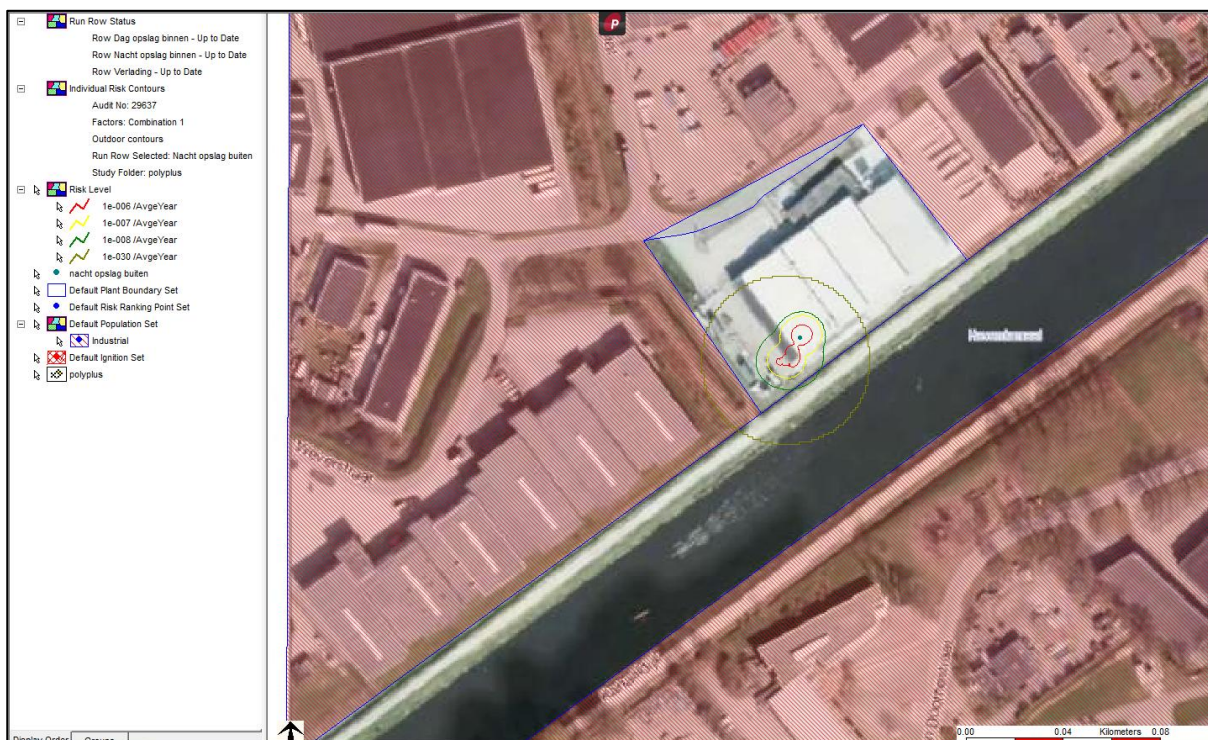 Run Row Status
Row Dag opslag binnen - Up to Date
Row Nacht opslag binnen - Up to Date
Row Verlading - Up to Date
Individual Risk Contours
Audit No: 29637
Factors: Combination 1
Outdoor contours
Run Row Selected: Nacht opslag buiten
Study Folder: polyplus
Risk Level
1e-006 /AvgeYear
1e-007 /AvgeYear
1e-008 /AvgeYear
1e-030 /AvgeYear
nacht opslag buiten
Default Plant Boundary Set
Default Risk Ranking Point Set
Default Population Set
Industrial
Default Ignition Set
polyplus
Display Order
Groups
P
0.00 0.04 Kilometers 0.08